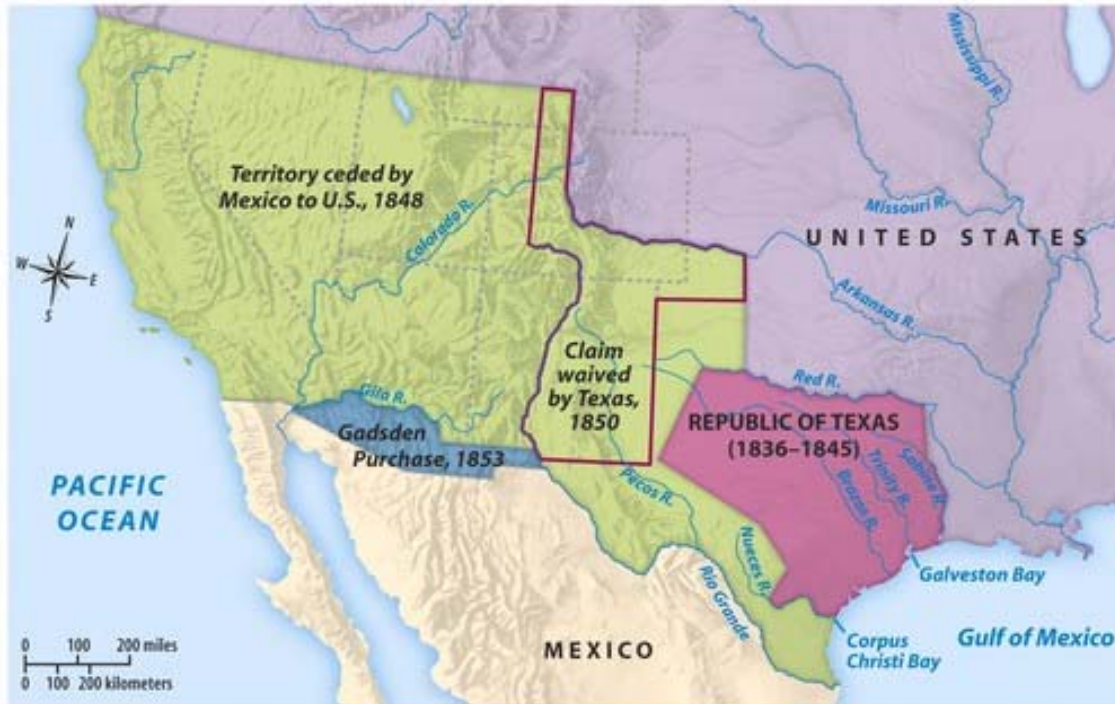 Mississippi R.
Territory ceded by
Mexico to U.S., 1848
Colorado R.
Missouri R.
UNITED STATES
N
W
E
S
Arkansas R.
Claim
waived
by Texas,
1850
Red R.
Gila R.
Gadsden
Purchase, 1853
REPUBLIC OF TEXAS
(1836–1845)
Sabine R.
Trinity R.
Brazos R.
Pecos R.
PACIFIC
OCEAN
Nueces R.
Galveston Bay
Rio Grande
MEXICO
Corpus
Christi Bay
Gulf of Mexico
0 100 200 miles
0 100 200 kilometers